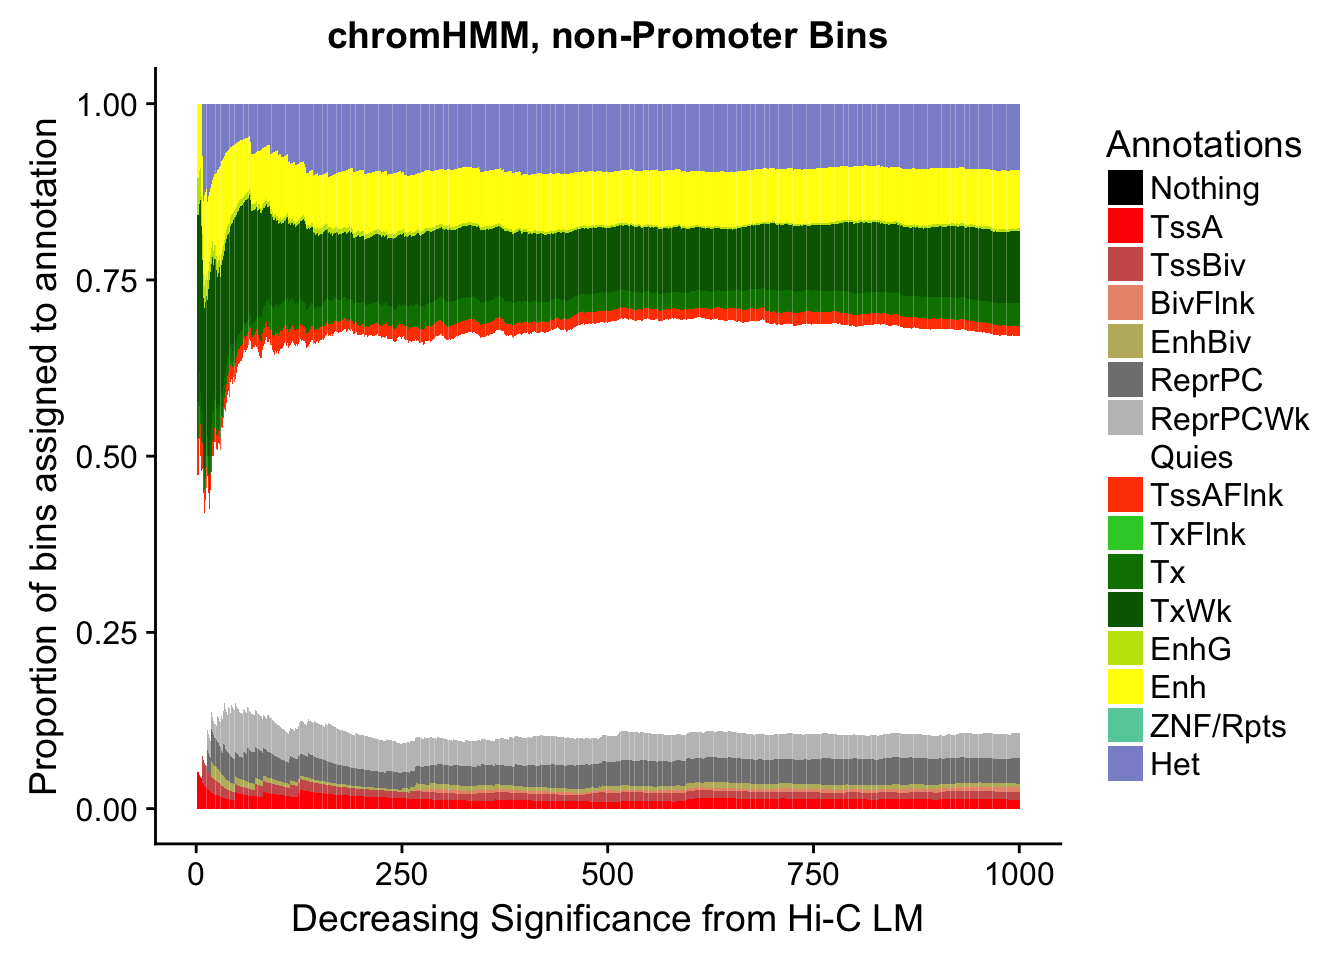 chromHMM, non-Promoter Bins
Proportion of bins assigned to annotation
1.00
0.75
0.50
0.25
0.00
0
250
500
750
1000
Decreasing Significance from Hi-C LM
Annotations
Nothing
TssA
TssBiv
BivFlnk
EnhBiv
ReprPC
ReprPCWk
Quies
TssAFlnk
TxFlnk
Tx
TxWk
EnhG
Enh
ZNF/Rpts
Het